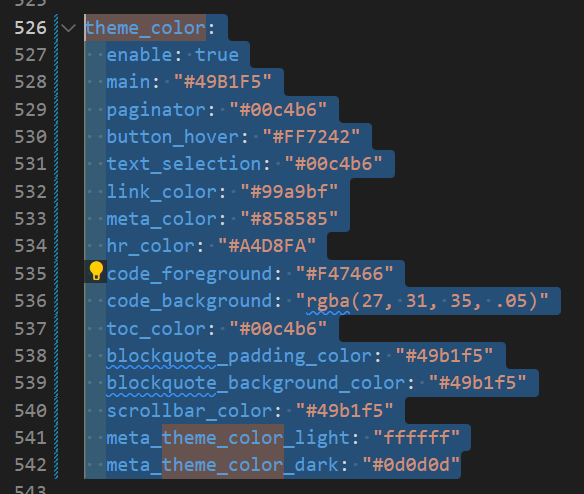 525
526 theme_color:
527 enable: true
528 main: "#49B1F5"
529 paginator: "#00c4b6"
530 button_hover: "#FF7242"
531 text_selection: "#00c4b6"
532 link_color: "#99a9bf"
533 meta_color: "#858585"
534 hr_color: "#A4D8FA"
535 code_foreground: "#F47466"
536 code_background: "rgba(27, 31, 35, .05)"
537 toc_color: "#00c4b6"
538 blockquote_padding_color: "#49b1f5"
539 blockquote_background_color: "#49b1f5"
540 scrollbar_color: "#49b1f5"
541 meta_theme_color_light: "ffffff"
542 meta_theme_color_dark: "#0d0d0d"
543